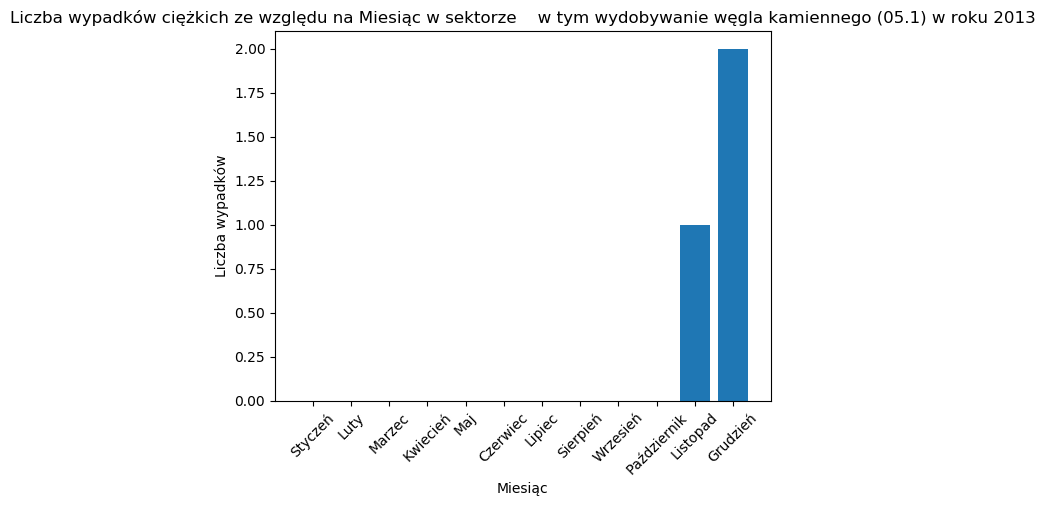 Liczba wypadków ciężkich ze względu na Miesiąc w sektorze    w tym wydobywanie węgla kamiennego (05.1) w roku 2013
2.00
1.75
1.50
1.25
1.00
0.75
0.50
0.25
0.00
Liczba wypadków
Styczeń
Luty
Marzec
Kwiecień
Maj
Czerwiec
Lipiec
Sierpień
Wrzesień
Październik
Listopad
Grudzień
Miesiąc